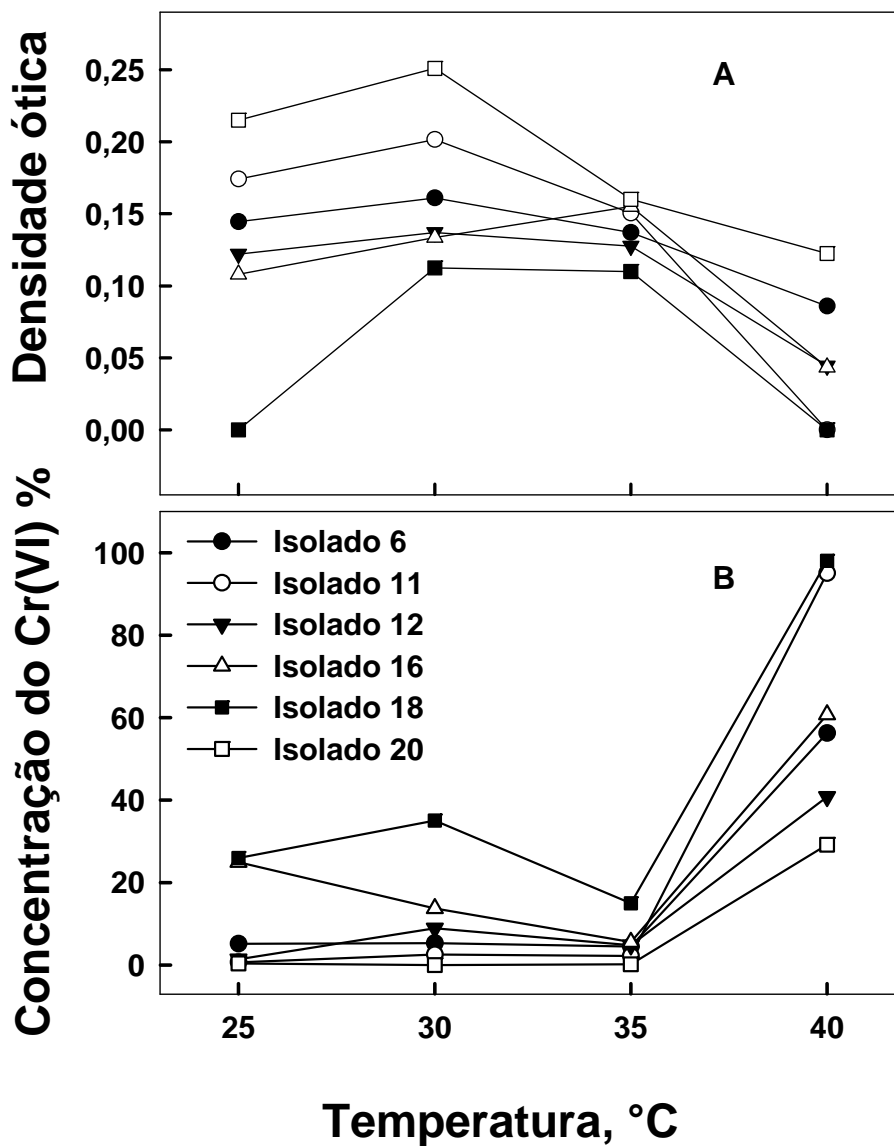 Densidade ótica
0,25
0,20
0,15
0,10
0,05
0,00
A
Concentração do Cr(VI) %
100
80
60
40
20
0
Isolado 6
Isolado 11
Isolado 12
Isolado 16
Isolado 18
Isolado 20
B
25 30 35 40
Temperatura, °C